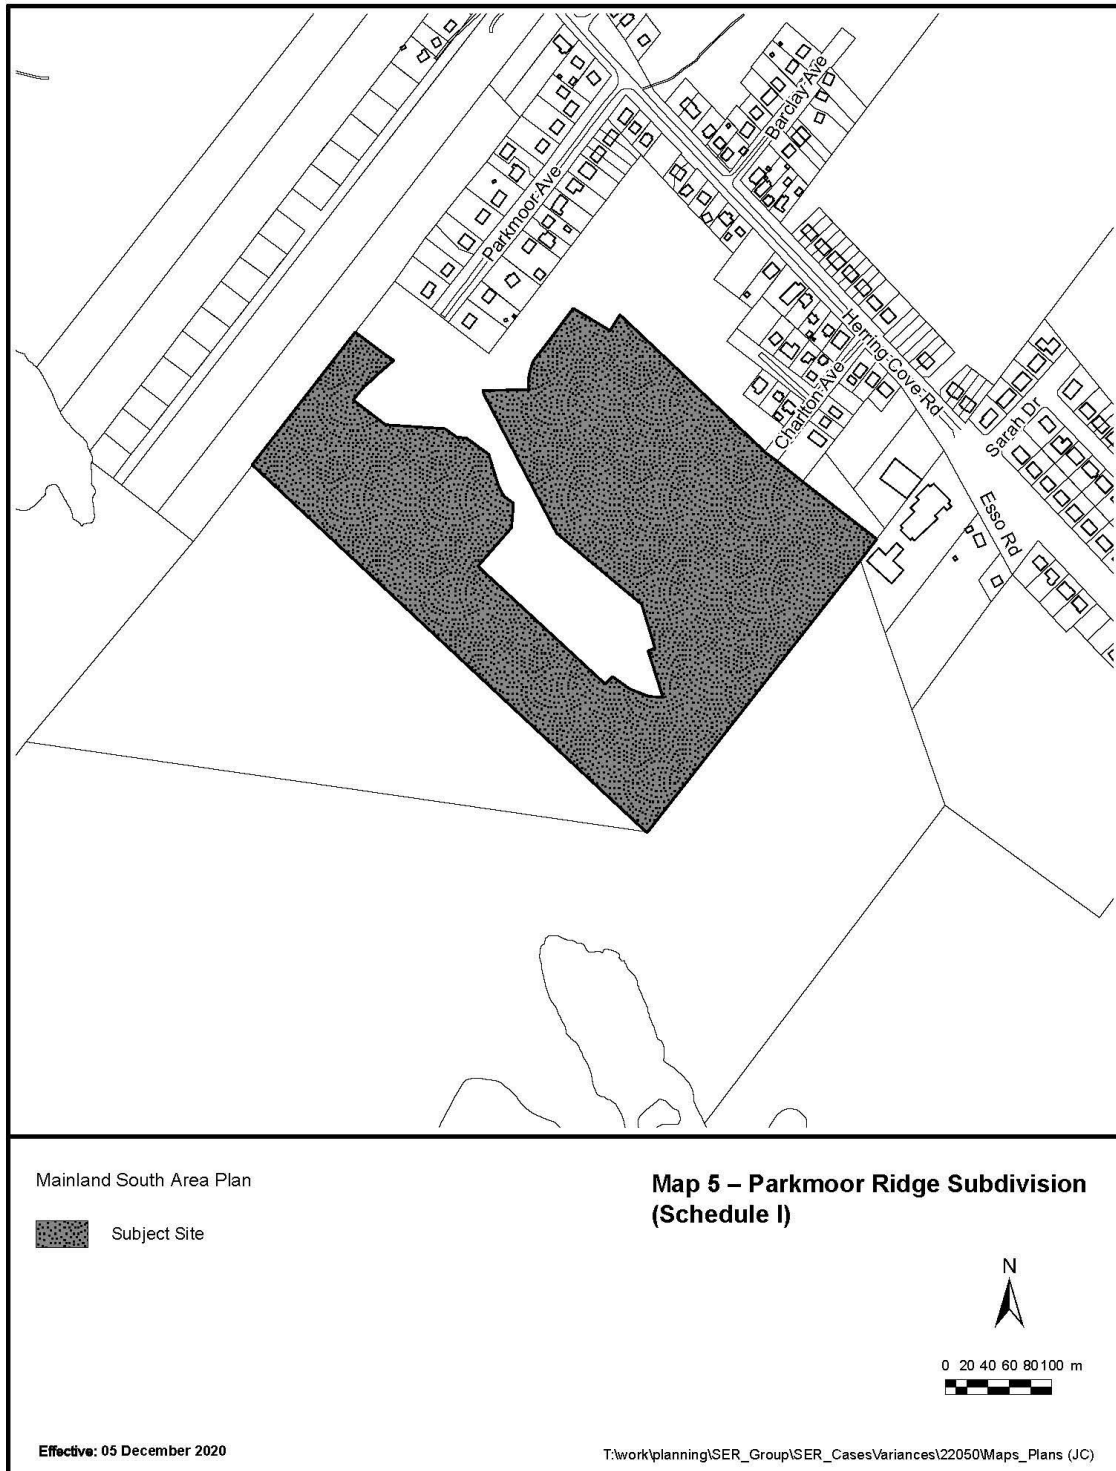 Barclay Ave
Parkmoor Ave
Herring Cove Rd
Charlton Ave
Sarah Dr
Esso Rd
Mainland South Area Plan
Subject Site
Map 5 – Parkmoor Ridge Subdivision
(Schedule I)
N
0 20 40 60 80 100 m
Effective: 05 December 2020
T:\work\planning\SER_Group\SER_CasesVariances\22050\Maps_Plans (JC)